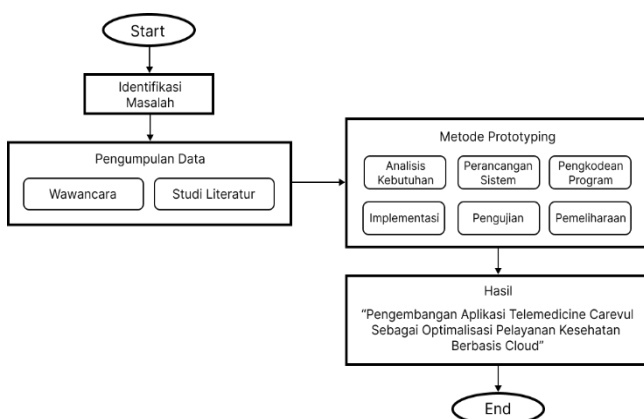 Start
Identifikasi
Masalah
Pengumpulan Data
Wawancara
Studi Literatur
Metode Prototyping
Analisis
Kebutuhan
Perancangan
Sistem
Pengkodean
Program
Implementasi
Pengujian
Pemeliharaan
Hasil
“Pengembangan Aplikasi Telemedicine Carevul
Sebagai Optimalisasi Pelayanan Kesehatan
Berbasis Cloud”
End